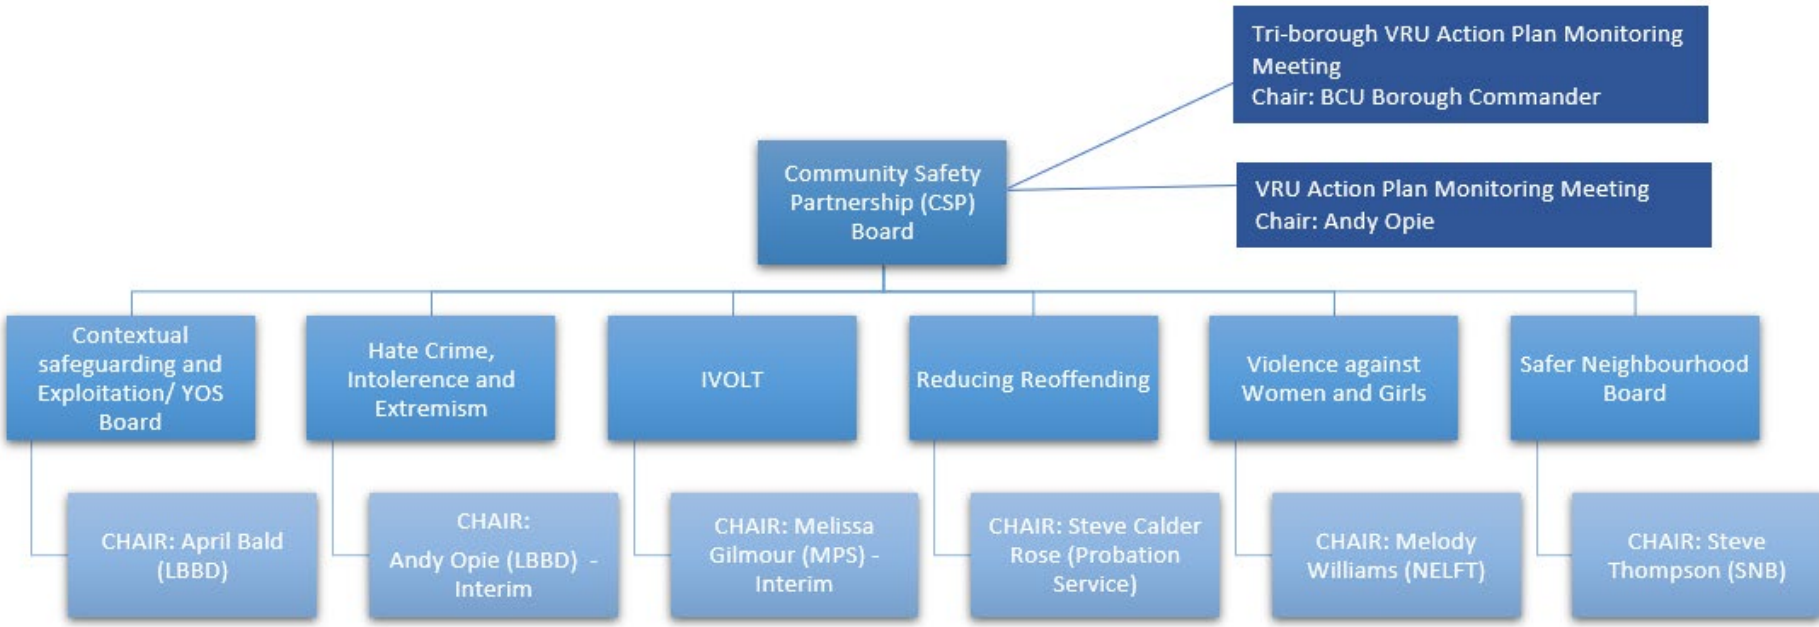 Tri-borough VRU Action Plan Monitoring
Meeting
Chair: BCU Borough Commander
Community Safety
Partnership (CSP)
Board
VRU Action Plan Monitoring Meeting
Chair: Andy Opie
Contextual
safeguarding and
Exploitation/ YOS
Board
Hate Crime,
Intolerence and
Extremism
IVOLT
Reducing Reoffending
Violence against
Women and Girls
Safer Neighbourhood
Board
CHAIR: April Bald
(LBBD)
CHAIR:
Andy Opie (LBBD) -
Interim
CHAIR: Melissa
Gilmour (MPS) -
Interim
CHAIR: Steve Calder
Rose (Probation
Service)
CHAIR: Melody
Williams (NELFT)
CHAIR: Steve
Thompson (SNB)